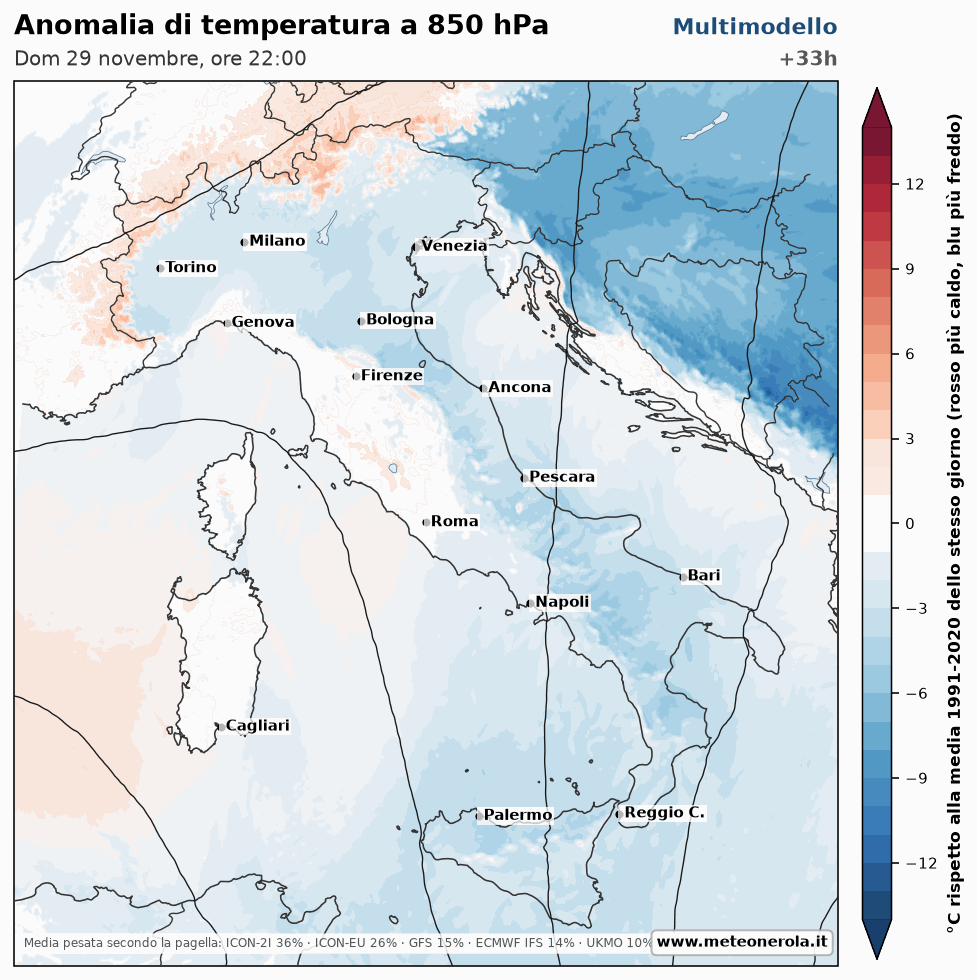 Anomalia di temperatura a 850 hPa
Multimodello
Dom 29 novembre, ore 22:00
+33h
Milano
Venezia
Torino
Genova
Bologna
Firenze
Ancona
Pescara
Roma
Bari
Napoli
Cagliari
Palermo
Reggio C.
12
9
6
3
0
−3
−6
−9
−12
°C rispetto alla media 1991-2020 dello stesso giorno (rosso più caldo, blu più freddo)
Media pesata secondo la pagella: ICON-2I 36% · ICON-EU 26% · GFS 15% · ECMWF IFS 14% · UKMO 10%
www.meteonerola.it